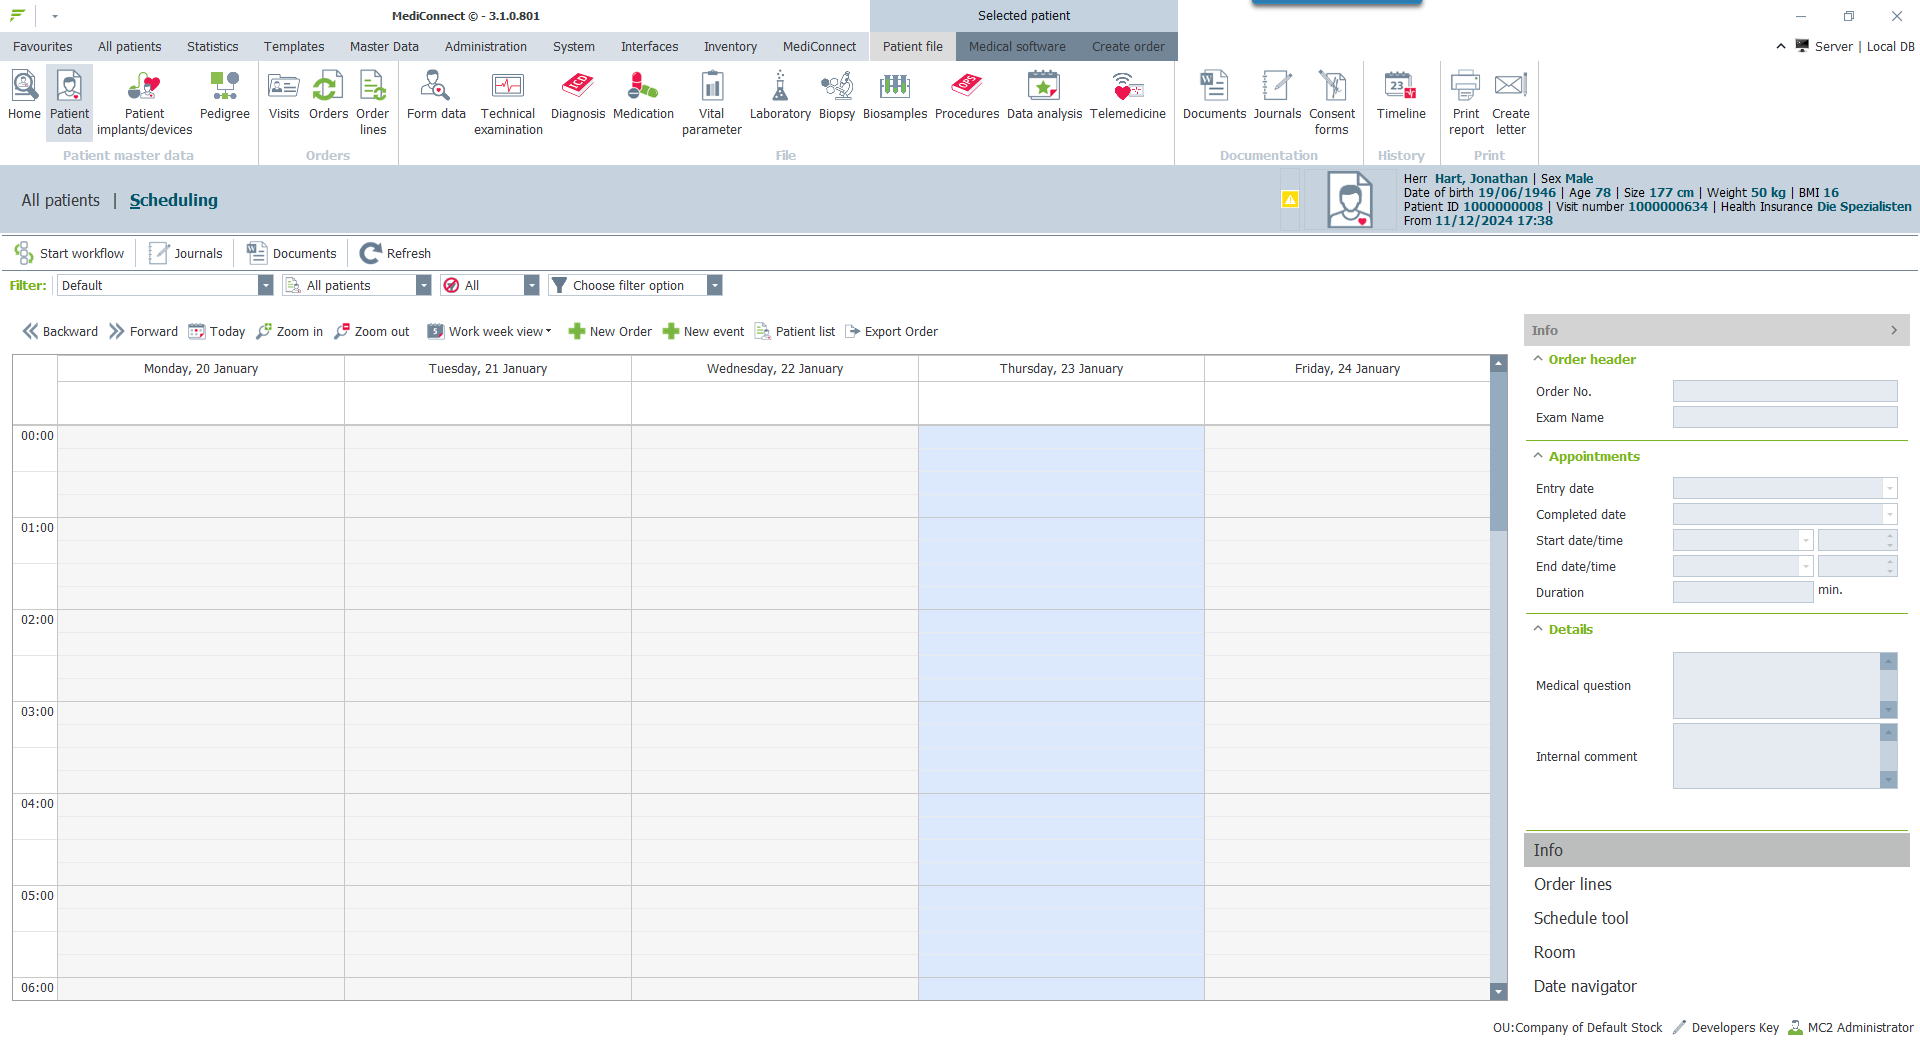 MediConnect © - 3.1.0.801
Selected patient
Favourites All patients Statistics Templates Master Data Administration System Interfaces Inventory MediConnect Patient file Medical software Create order
Server | Local DB
Home Patient data Patient implants/devices Pedigree
Patient master data
Visits Orders Order lines
Orders
Form data Technical examination Diagnosis Medication Vital parameter Laboratory Biopsy Biosamples Procedures Data analysis Telemedicine
File
Documents Journals Consent forms
Documentation
Timeline
History
Print report Create letter
Print
All patients | Scheduling
Herr Hart, Jonathan | Sex Male
Date of birth 19/06/1946 | Age 78 | Size 177 cm | Weight 50 kg | BMI 16
Patient ID 1000000008 | Visit number 1000000634 | Health Insurance Die Spezialisten
From 11/12/2024 17:38
Start workflow Journals Documents Refresh
Filter: Default All patients All Choose filter option
Backward Forward Today Zoom in Zoom out Work week view New Order New event Patient list Export Order
Monday, 20 January Tuesday, 21 January Wednesday, 22 January Thursday, 23 January Friday, 24 January
00:00
01:00
02:00
03:00
04:00
05:00
06:00
Info
Order header
Order No.
Exam Name
Appointments
Entry date
Completed date
Start date/time
End date/time
Duration min.
Details
Medical question
Internal comment
Info
Order lines
Schedule tool
Room
Date navigator
OU:Company of Default Stock Developers Key MC2 Administrator